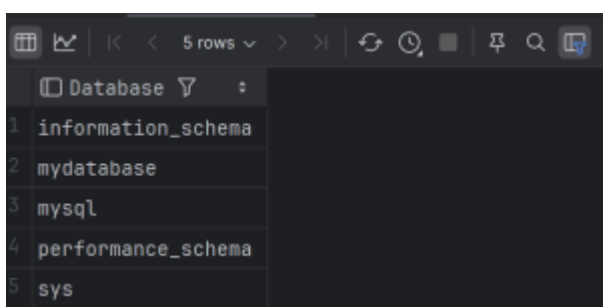 5 rows
Database
1 information_schema
2 mydatabase
3 mysql
4 performance_schema
5 sys